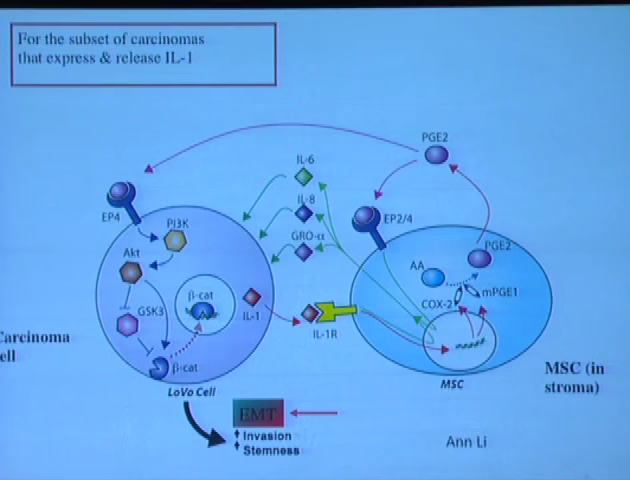 For the subset of carcinomas
that express & release IL-1
PGE2
IL-6
IL-8
GRO-α
EP4
EP2/4
PI3K
Akt
PGE2
AA
mPGE1
COX-2
β-cat
GSK3
IL-1
IL-1R
β-cat
Carcinoma
ell
LoVo Cell
MSC
MSC (in
stroma)
EMT
Invasion
Stemness
Ann Li